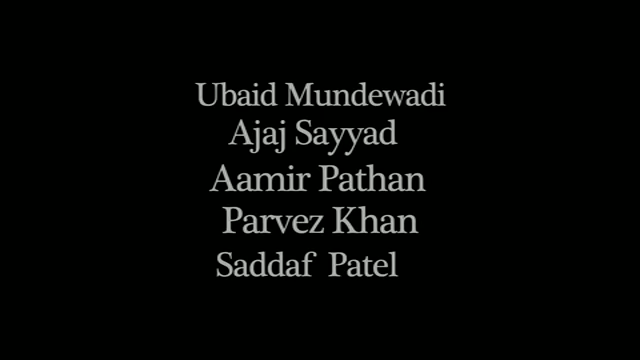 Ubaid Mundewadi
Ajaj Sayyad
Aamir Pathan
Parvez Khan
Saddaf Patel